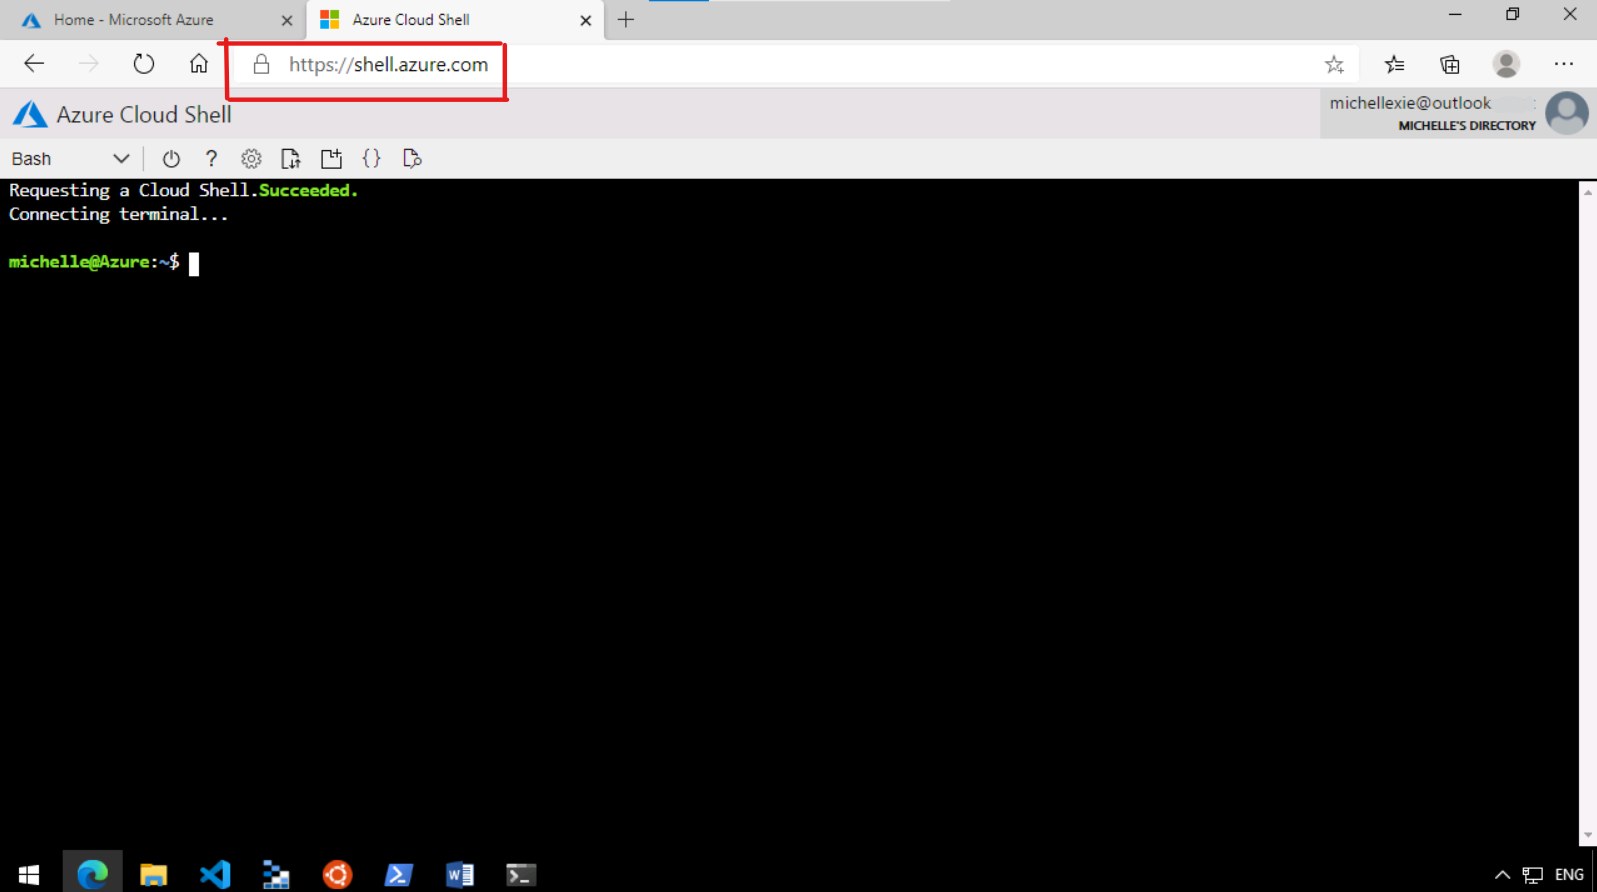 Home - Microsoft Azure
Azure Cloud Shell
https://shell.azure.com
Azure Cloud Shell
michellexie@outlook
MICHELLE'S DIRECTORY
Bash
Requesting a Cloud Shell.Succeeded.
Connecting terminal...
michelle@Azure:~$
ENG